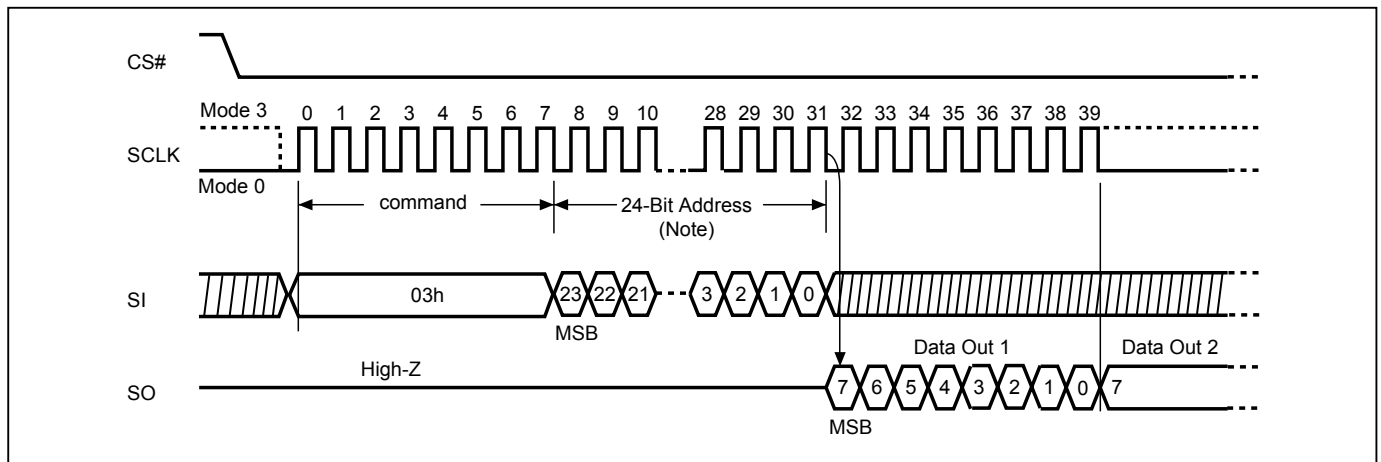 CS#
Mode 3
0 1 2 3 4 5 6 7 8 9 10 28 29 30 31 32 33 34 35 36 37 38 39
SCLK
Mode 0
command
24-Bit Address
(Note)
SI
03h
23 22 21 3 2 1 0
MSB
Data Out 1
Data Out 2
High-Z
SO
7 6 5 4 3 2 1 0 7
MSB